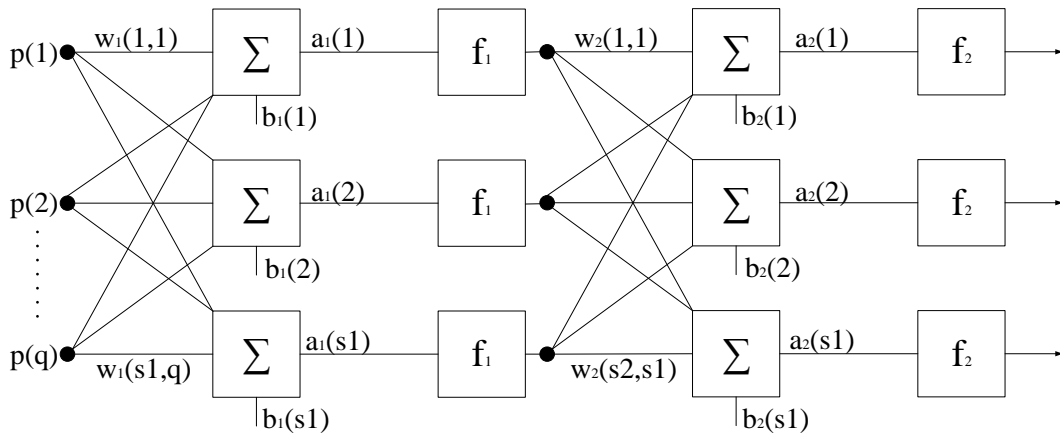 p(1) w₁(1,1) ∑ a₁(1) f₁ w₂(1,1) ∑ a₂(1) f₂
b₁(1) b₂(1)
p(2) ∑ a₁(2) f₁ ∑ a₂(2) f₂
b₁(2) b₂(2)
p(q) w₁(s1,q) ∑ a₁(s1) f₁ w₂(s2,s1) ∑ a₂(s1) f₂
b₁(s1) b₂(s1)